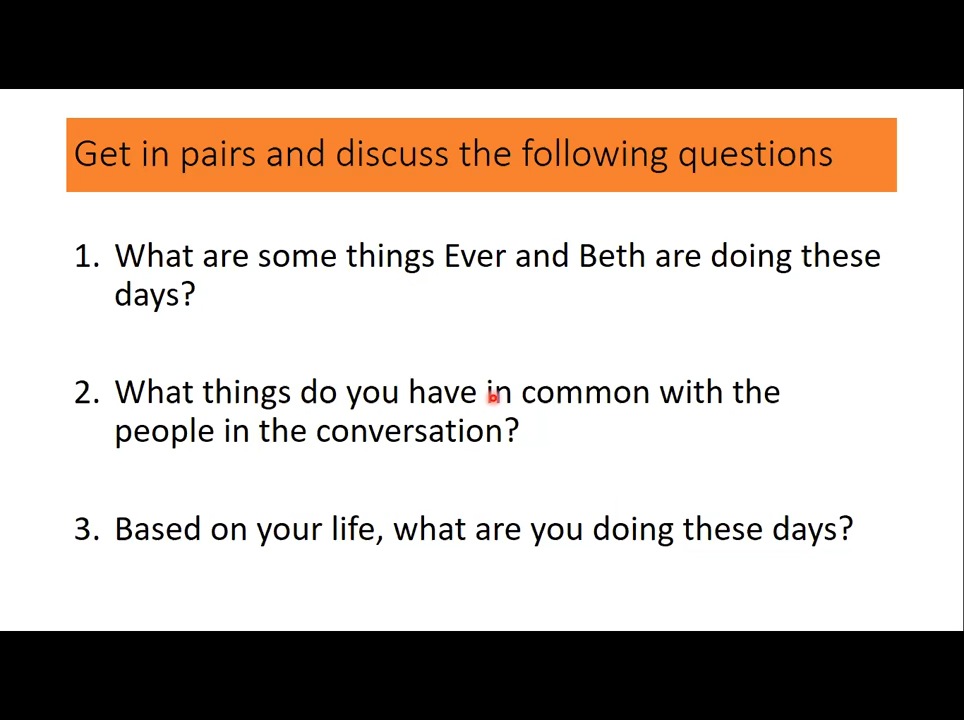 Get in pairs and discuss the following questions
1. What are some things Ever and Beth are doing these
days?
2. What things do you have in common with the
people in the conversation?
3. Based on your life, what are you doing these days?